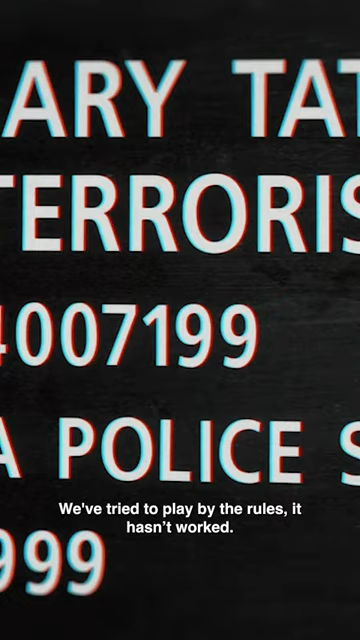 ARY TAT
TERRORIS
4007199
A POLICE S
We've tried to play by the rules, it
hasn't worked.
999